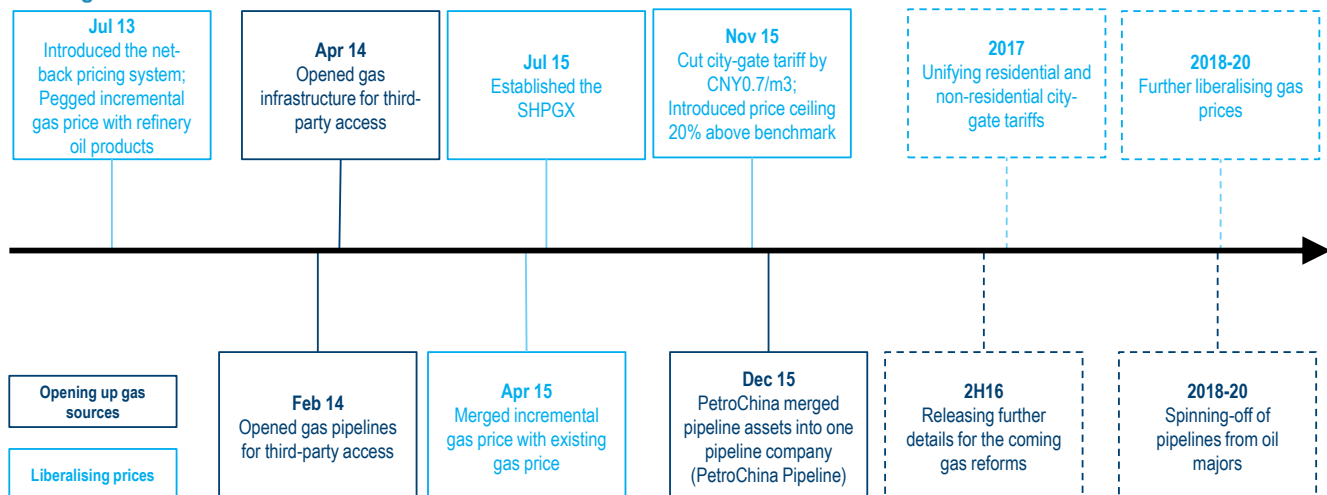 Jul 13
Introduced the net-
back pricing system;
Pegged incremental
gas price with refinery
oil products
Apr 14
Opened gas
infrastructure for third-
party access
Jul 15
Established the
SHPGX
Nov 15
Cut city-gate tariff by
CNY0.7/m3;
Introduced price ceiling
20% above benchmark
2017
Unifying residential and
non-residential city-
gate tariffs
2018-20
Further liberalising gas
prices
Opening up gas
sources
Liberalising prices
Feb 14
Opened gas pipelines
for third-party access
Apr 15
Merged incremental
gas price with existing
gas price
Dec 15
PetroChina merged
pipeline assets into one
pipeline company
(PetroChina Pipeline)
2H16
Releasing further
details for the coming
gas reforms
2018-20
Spinning-off of
pipelines from oil
majors